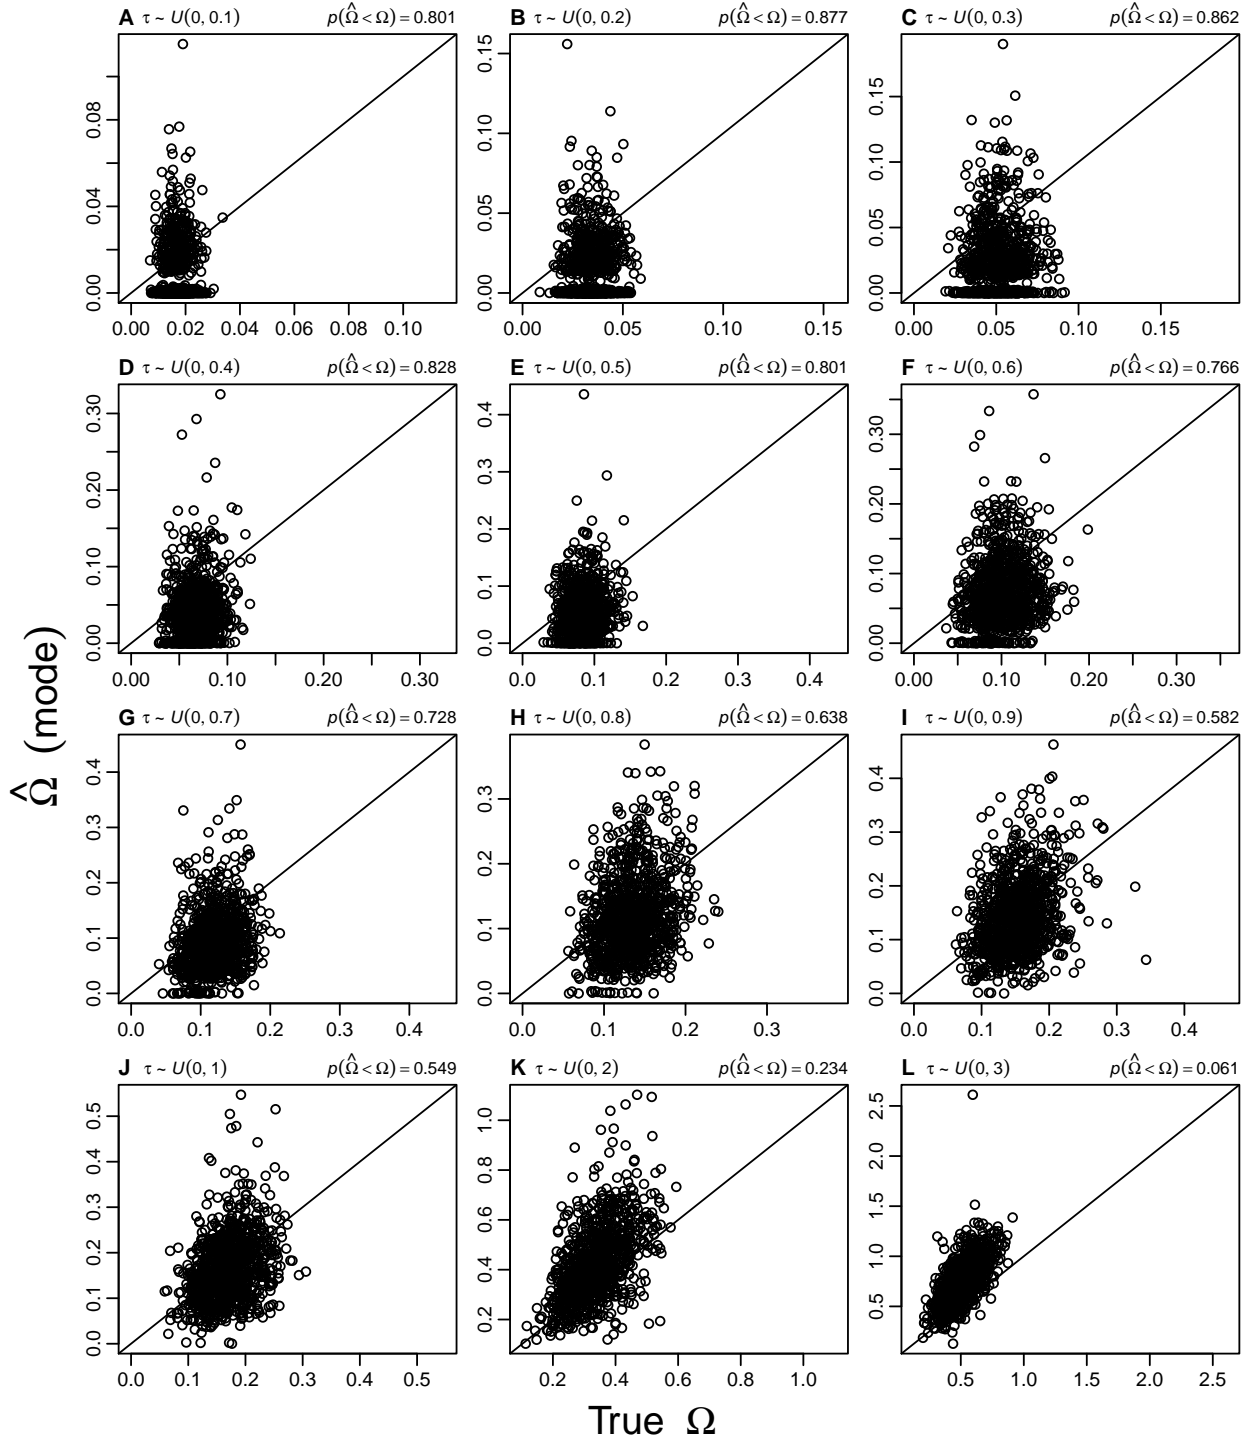 A τ ~ U(0, 0.1) p(Ω̂ < Ω) = 0.801
B τ ~ U(0, 0.2) p(Ω̂ < Ω) = 0.877
C τ ~ U(0, 0.3) p(Ω̂ < Ω) = 0.862
0.00 0.04 0.08
0.00 0.02 0.04 0.06 0.08 0.10
0.00 0.05 0.10 0.15
0.00 0.05 0.10 0.15
0.00 0.05 0.10 0.15
0.00 0.05 0.10 0.15
D τ ~ U(0, 0.4) p(Ω̂ < Ω) = 0.828
E τ ~ U(0, 0.5) p(Ω̂ < Ω) = 0.801
F τ ~ U(0, 0.6) p(Ω̂ < Ω) = 0.766
0.00 0.10 0.20 0.30
0.00 0.10 0.20 0.30
0.0 0.1 0.2 0.3 0.4
0.0 0.1 0.2 0.3 0.4
0.00 0.10 0.20 0.30
0.00 0.10 0.20 0.30
G τ ~ U(0, 0.7) p(Ω̂ < Ω) = 0.728
H τ ~ U(0, 0.8) p(Ω̂ < Ω) = 0.638
I τ ~ U(0, 0.9) p(Ω̂ < Ω) = 0.582
0.0 0.1 0.2 0.3 0.4
0.0 0.1 0.2 0.3 0.4
0.0 0.1 0.2 0.3
0.0 0.1 0.2 0.3
0.0 0.1 0.2 0.3 0.4
0.0 0.1 0.2 0.3 0.4
J τ ~ U(0, 1) p(Ω̂ < Ω) = 0.549
K τ ~ U(0, 2) p(Ω̂ < Ω) = 0.234
L τ ~ U(0, 3) p(Ω̂ < Ω) = 0.061
0.0 0.1 0.2 0.3 0.4 0.5
0.0 0.1 0.2 0.3 0.4 0.5
0.2 0.4 0.6 0.8 1.0
0.2 0.4 0.6 0.8 1.0
0.5 1.0 1.5 2.0 2.5
0.5 1.0 1.5 2.0 2.5
Ω̂ (mode)
True Ω